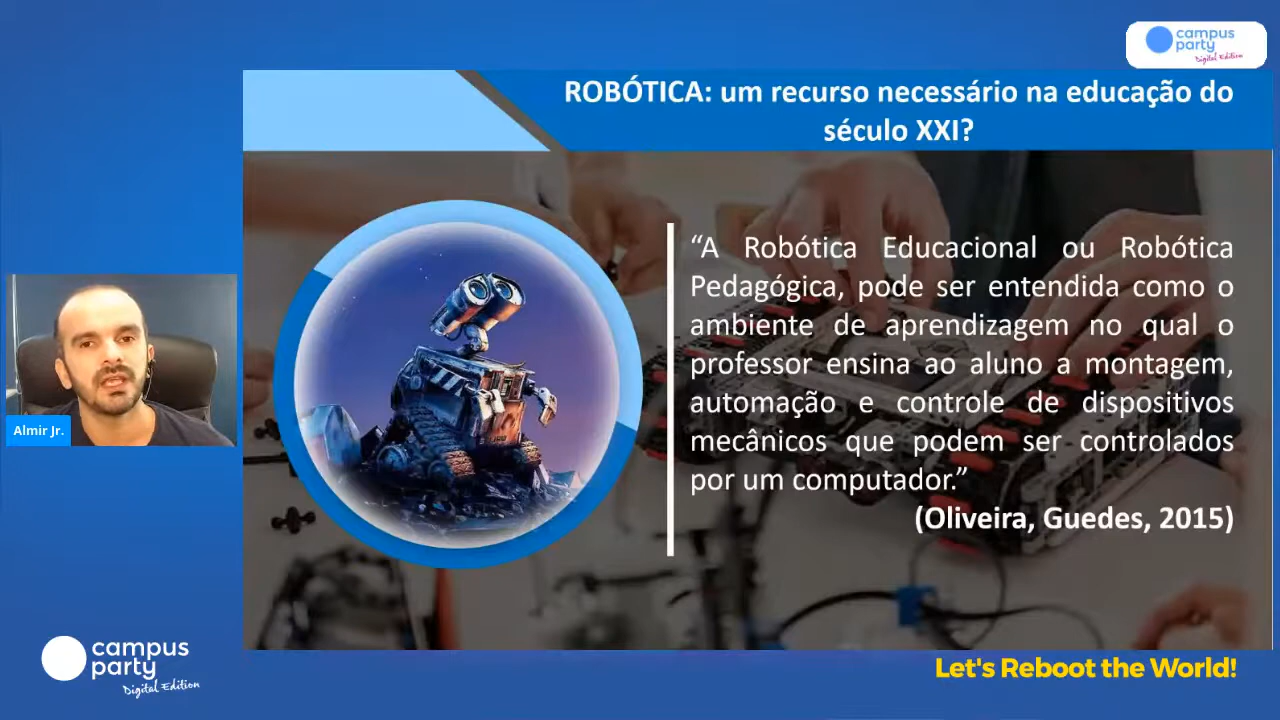 campus
party
Digital Edition
ROBÓTICA: um recurso necessário na educação do
século XXI?
“A Robótica Educacional ou Robótica
Pedagógica, pode ser entendida como o
ambiente de aprendizagem no qual o
professor ensina ao aluno a montagem,
automação e controle de dispositivos
mecânicos que podem ser controlados
por um computador.”
(Oliveira, Guedes, 2015)
Almir Jr.
campus
party
Digital Edition
Let's Reboot the World!